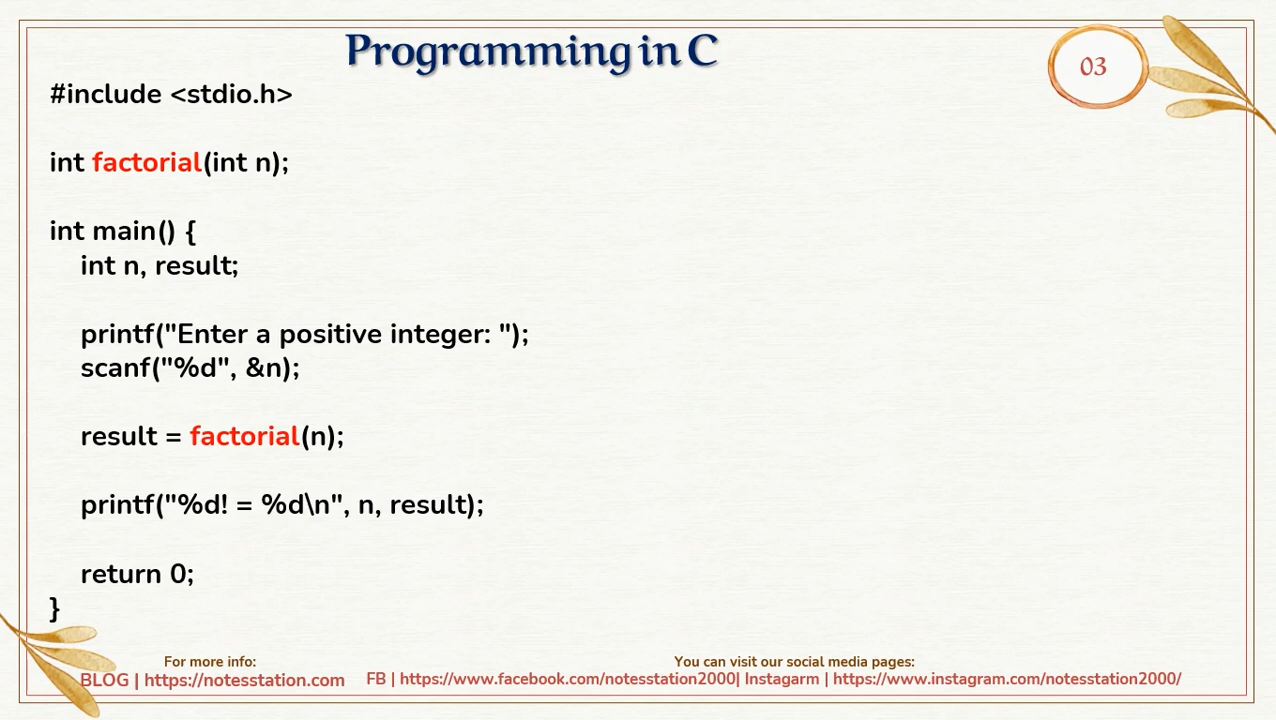 Programming in C
03
#include <stdio.h>
int factorial(int n);
int main() {
int n, result;
printf("Enter a positive integer: ");
scanf("%d", &n);
result = factorial(n);
printf("%d! = %d\n", n, result);
return 0;
}
For more info:
BLOG | https://notesstation.com
You can visit our social media pages:
FB | https://www.facebook.com/notesstation2000| Instagarm | https://www.instagram.com/notesstation2000/